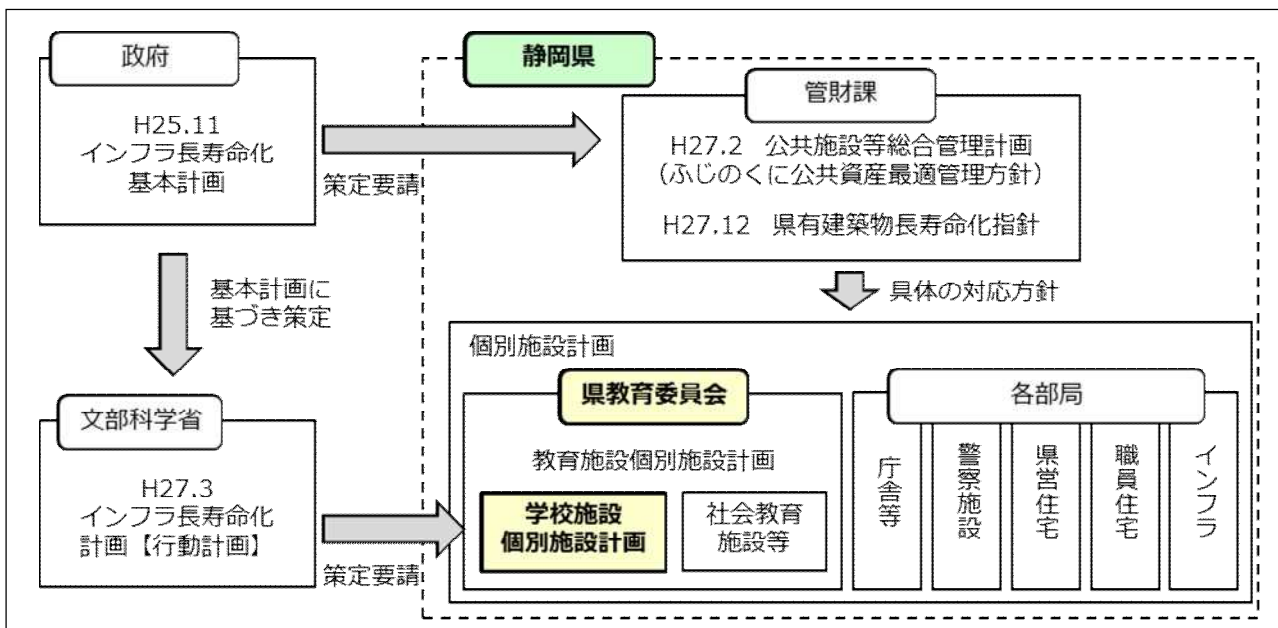 政府
H25.11
インフラ長寿命化
基本計画
策定要請
静岡県
管財課
H27.2 公共施設等総合管理計画
（ふじのくに公共資産最適管理方針）
H27.12 県有建築物長寿命化指針
基本計画に
基づき策定
具体の対応方針
文部科学省
H27.3
インフラ長寿命化
計画【行動計画】
策定要請
個別施設計画
県教育委員会
教育施設個別施設計画
学校施設
個別施設計画
社会教育
施設等
各部局
庁舎等
警察施設
県営住宅
職員住宅
インフラ